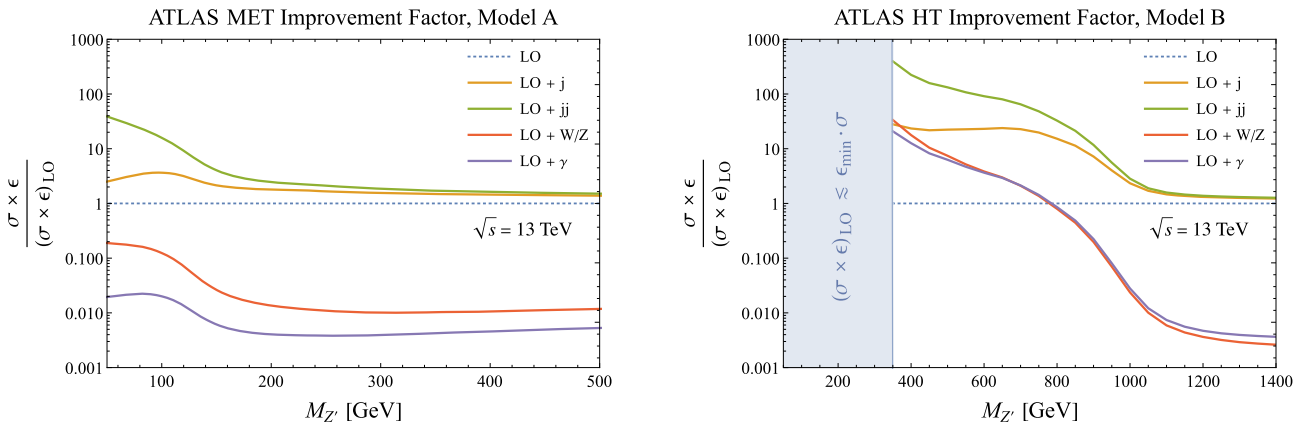 ATLAS MET Improvement Factor, Model A
1000
100
10
1
0.100
0.010
0.001
σ × ϵ
(σ × ϵ)LO
LO
LO + j
LO + jj
LO + W/Z
LO + γ
√s = 13 TeV
100
200
300
400
500
MZ′ [GeV]
ATLAS HT Improvement Factor, Model B
1000
100
10
1
0.100
0.010
0.001
σ × ϵ
(σ × ϵ)LO
(σ × ϵ)LO ≲ ϵmin · σ
LO
LO + j
LO + jj
LO + W/Z
LO + γ
√s = 13 TeV
200
400
600
800
1000
1200
1400
MZ′ [GeV]